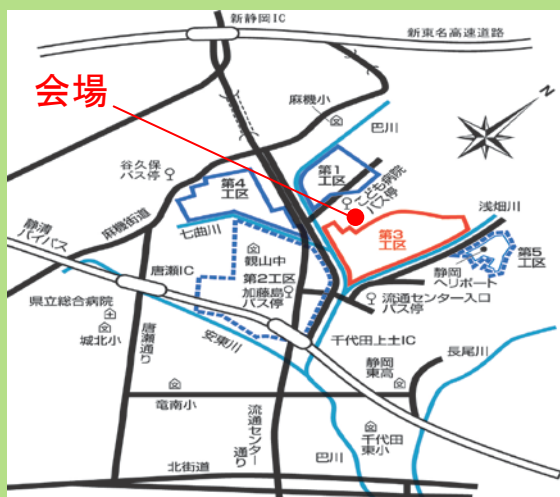 新静岡IC
新東名高速道路
会場
麻機小
巴川
谷久保
バス停
第1
工区
こども病院
バス停
第4
工区
浅畑川
麻機街道
静清
バイパス
七曲川
観山中
第3
工区
第5
工区
唐瀬IC
第2工区
静岡
ヘリポート
加藤島
バス停
流通センター入口
バス停
県立総合病院
城北小
唐瀬通り
安東川
千代田上土IC
静岡
東高
長尾川
竜南小
流通センター
通り
千代田
東小
北街道
巴川
N